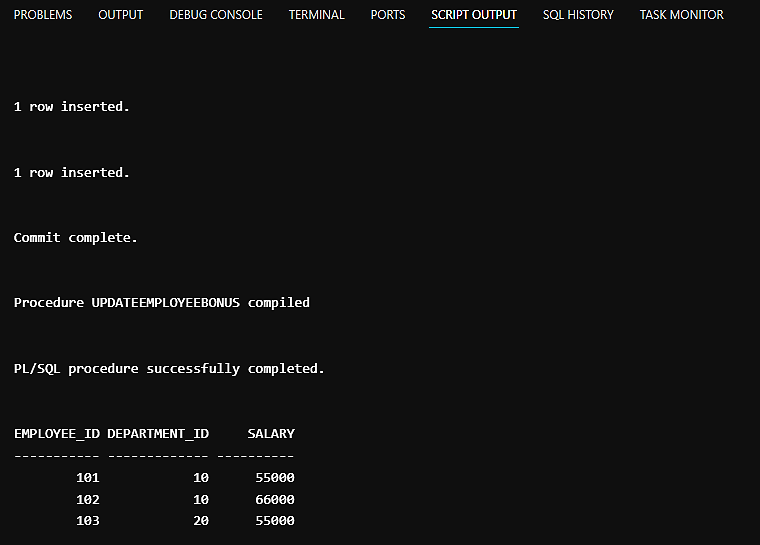 PROBLEMS OUTPUT DEBUG CONSOLE TERMINAL PORTS SCRIPT OUTPUT SQL HISTORY TASK MONITOR
1 row inserted.
1 row inserted.
Commit complete.
Procedure UPDATEEMPLOYEEBONUS compiled
PL/SQL procedure successfully completed.
EMPLOYEE_ID DEPARTMENT_ID     SALARY
----------- ------------- ----------
        101            10      55000
        102            10      66000
        103            20      55000